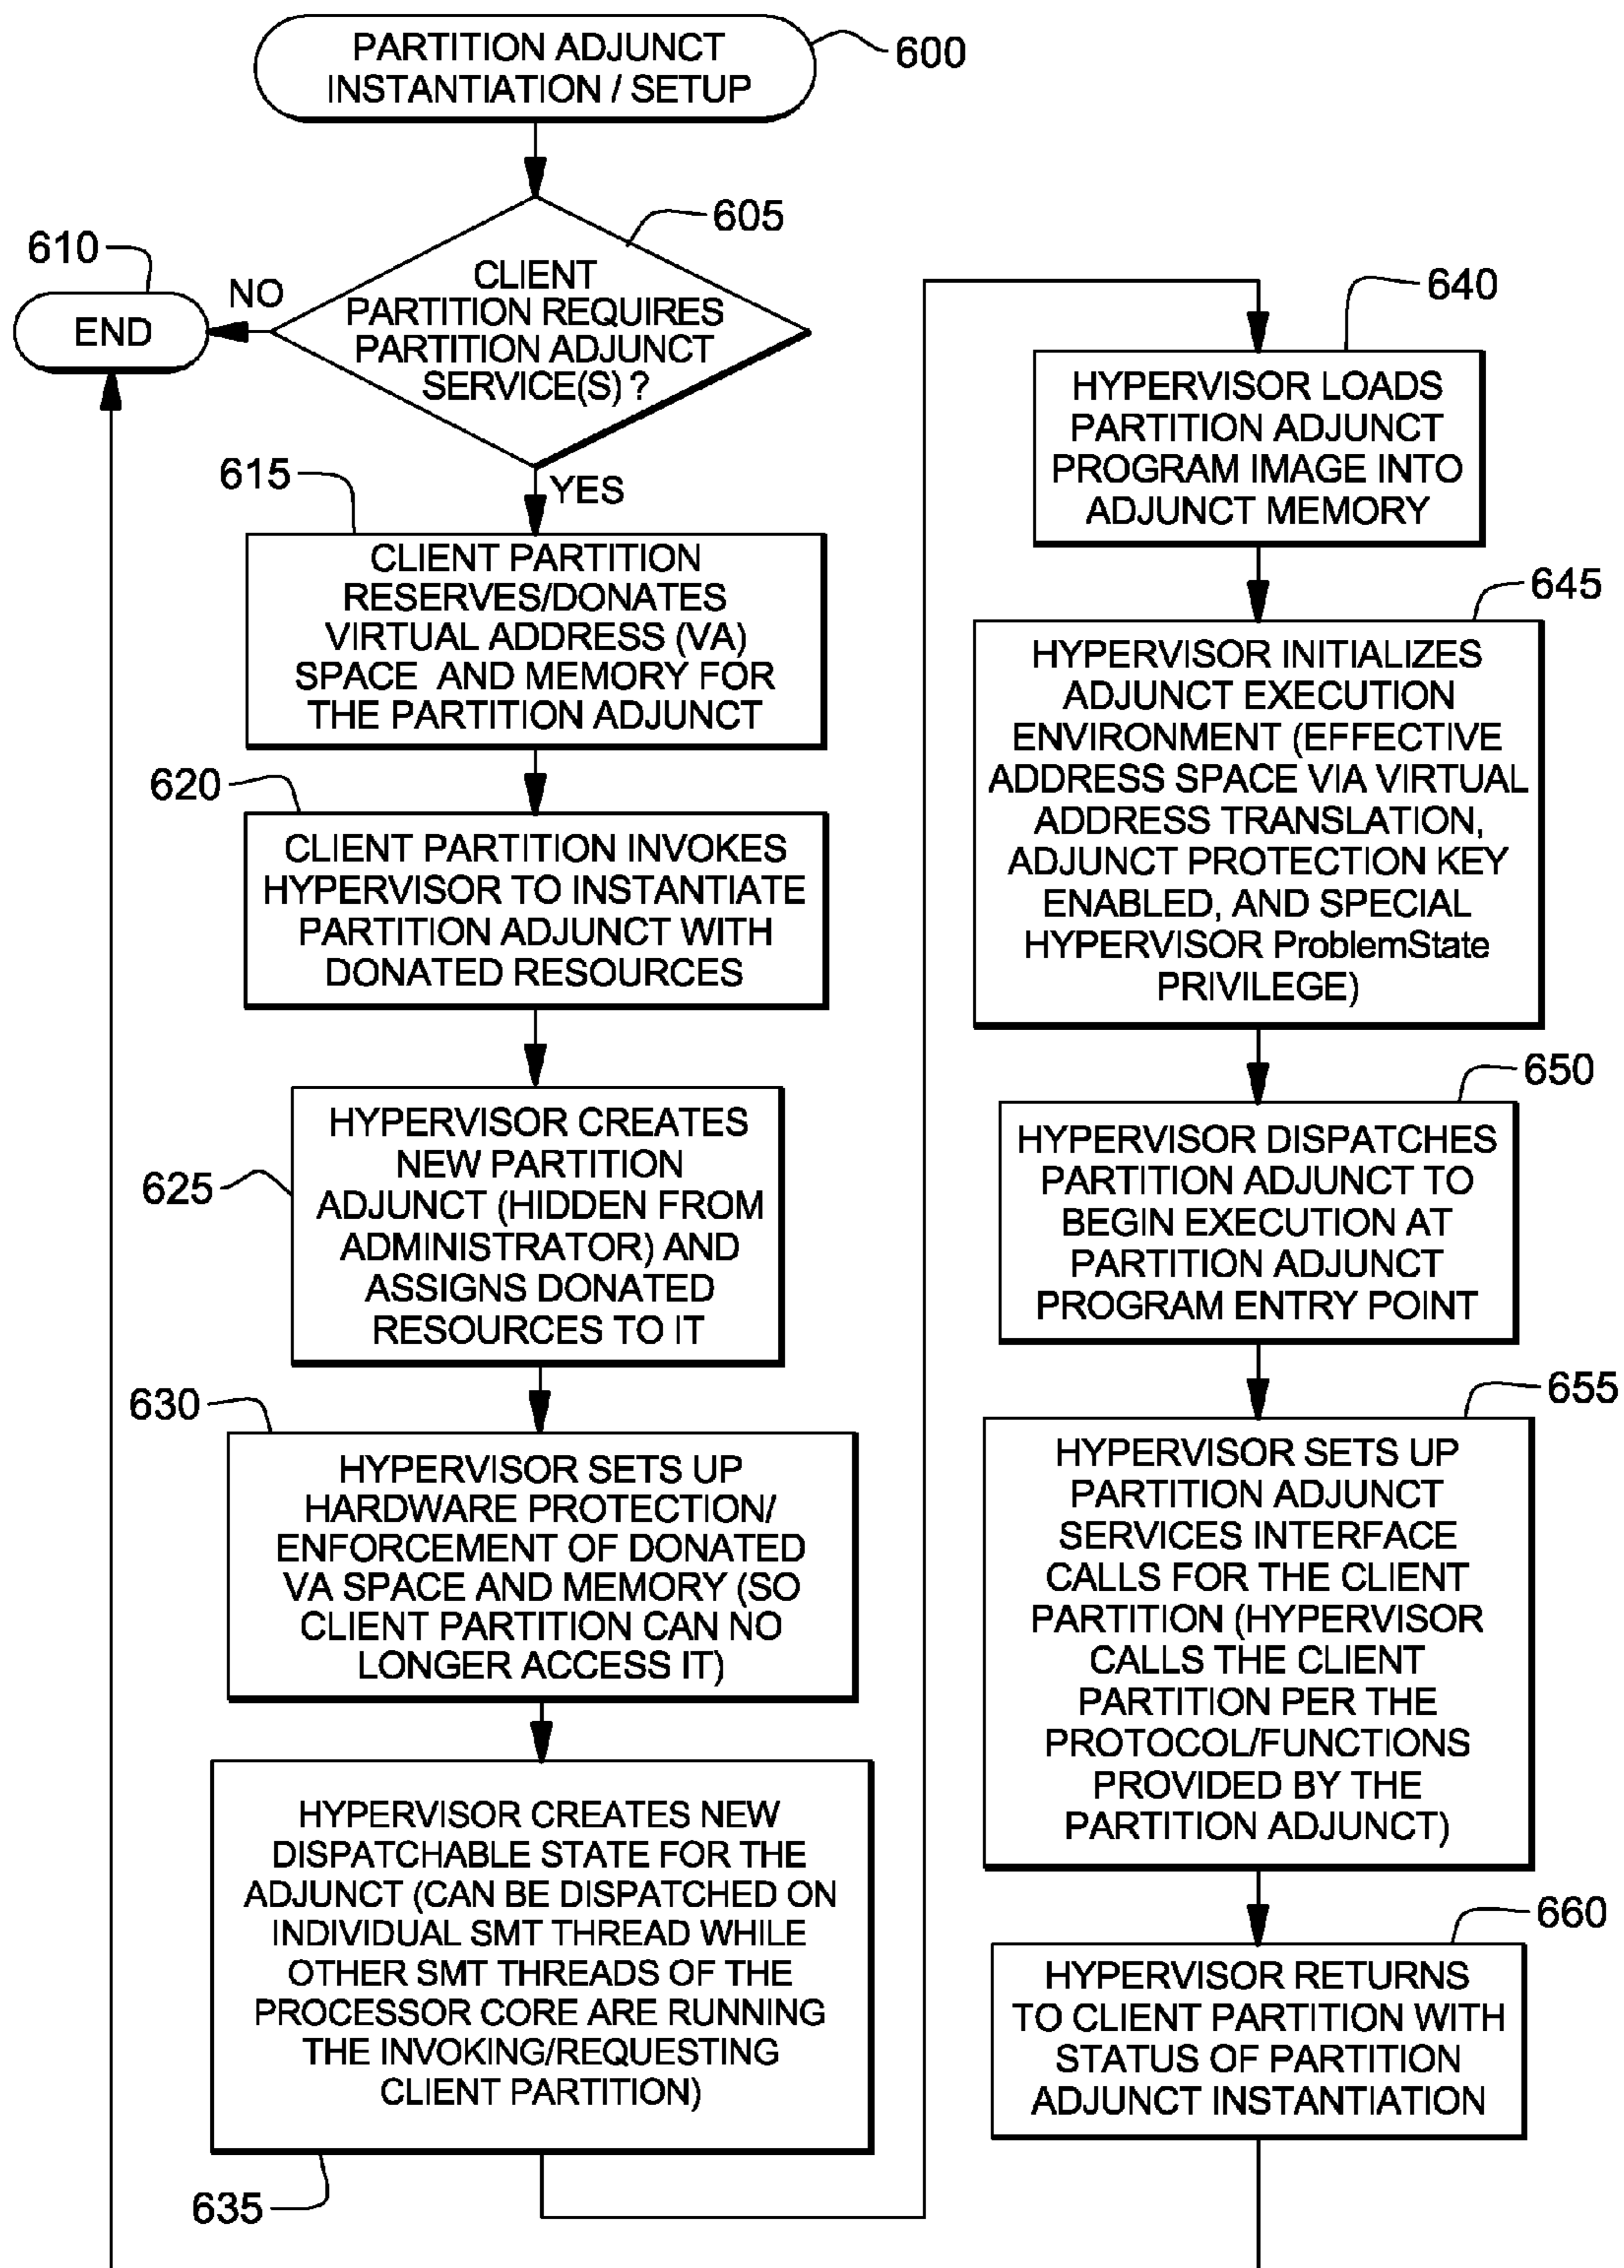 PARTITION ADJUNCT
INSTANTIATION / SETUP
600
605
CLIENT
PARTITION REQUIRES
PARTITION ADJUNCT
SERVICE(S) ?
NO
610
END
YES
615
CLIENT PARTITION
RESERVES/DONATES
VIRTUAL ADDRESS (VA)
SPACE AND MEMORY FOR
THE PARTITION ADJUNCT
620
CLIENT PARTITION INVOKES
HYPERVISOR TO INSTANTIATE
PARTITION ADJUNCT WITH
DONATED RESOURCES
625
HYPERVISOR CREATES
NEW PARTITION
ADJUNCT (HIDDEN FROM
ADMINISTRATOR) AND
ASSIGNS DONATED
RESOURCES TO IT
630
HYPERVISOR SETS UP
HARDWARE PROTECTION/
ENFORCEMENT OF DONATED
VA SPACE AND MEMORY (SO
CLIENT PARTITION CAN NO
LONGER ACCESS IT)
HYPERVISOR CREATES NEW
DISPATCHABLE STATE FOR THE
ADJUNCT (CAN BE DISPATCHED ON
INDIVIDUAL SMT THREAD WHILE
OTHER SMT THREADS OF THE
PROCESSOR CORE ARE RUNNING
THE INVOKING/REQUESTING
CLIENT PARTITION)
635
640
HYPERVISOR LOADS
PARTITION ADJUNCT
PROGRAM IMAGE INTO
ADJUNCT MEMORY
645
HYPERVISOR INITIALIZES
ADJUNCT EXECUTION
ENVIRONMENT (EFFECTIVE
ADDRESS SPACE VIA VIRTUAL
ADDRESS TRANSLATION,
ADJUNCT PROTECTION KEY
ENABLED, AND SPECIAL
HYPERVISOR ProblemState
PRIVILEGE)
650
HYPERVISOR DISPATCHES
PARTITION ADJUNCT TO
BEGIN EXECUTION AT
PARTITION ADJUNCT
PROGRAM ENTRY POINT
655
HYPERVISOR SETS UP
PARTITION ADJUNCT
SERVICES INTERFACE
CALLS FOR THE CLIENT
PARTITION (HYPERVISOR
CALLS THE CLIENT
PARTITION PER THE
PROTOCOL/FUNCTIONS
PROVIDED BY THE
PARTITION ADJUNCT)
660
HYPERVISOR RETURNS
TO CLIENT PARTITION WITH
STATUS OF PARTITION
ADJUNCT INSTANTIATION